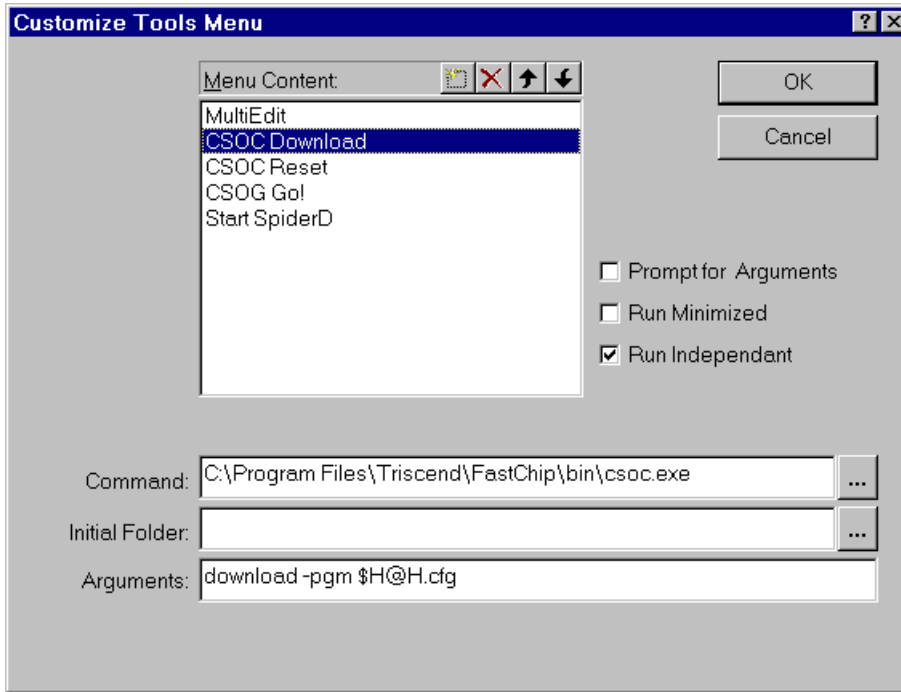 Customize Tools Menu
Menu Content:
OK
Cancel
MultiEdit
CSOC Download
CSOC Reset
CSOG Go!
Start SpiderD
Prompt for Arguments
Run Minimized
Run Independant
Command: C:\Program Files\Triscend\FastChip\bin\csoc.exe ...
Initial Folder: ...
Arguments: download -pgm $H@H.cfg